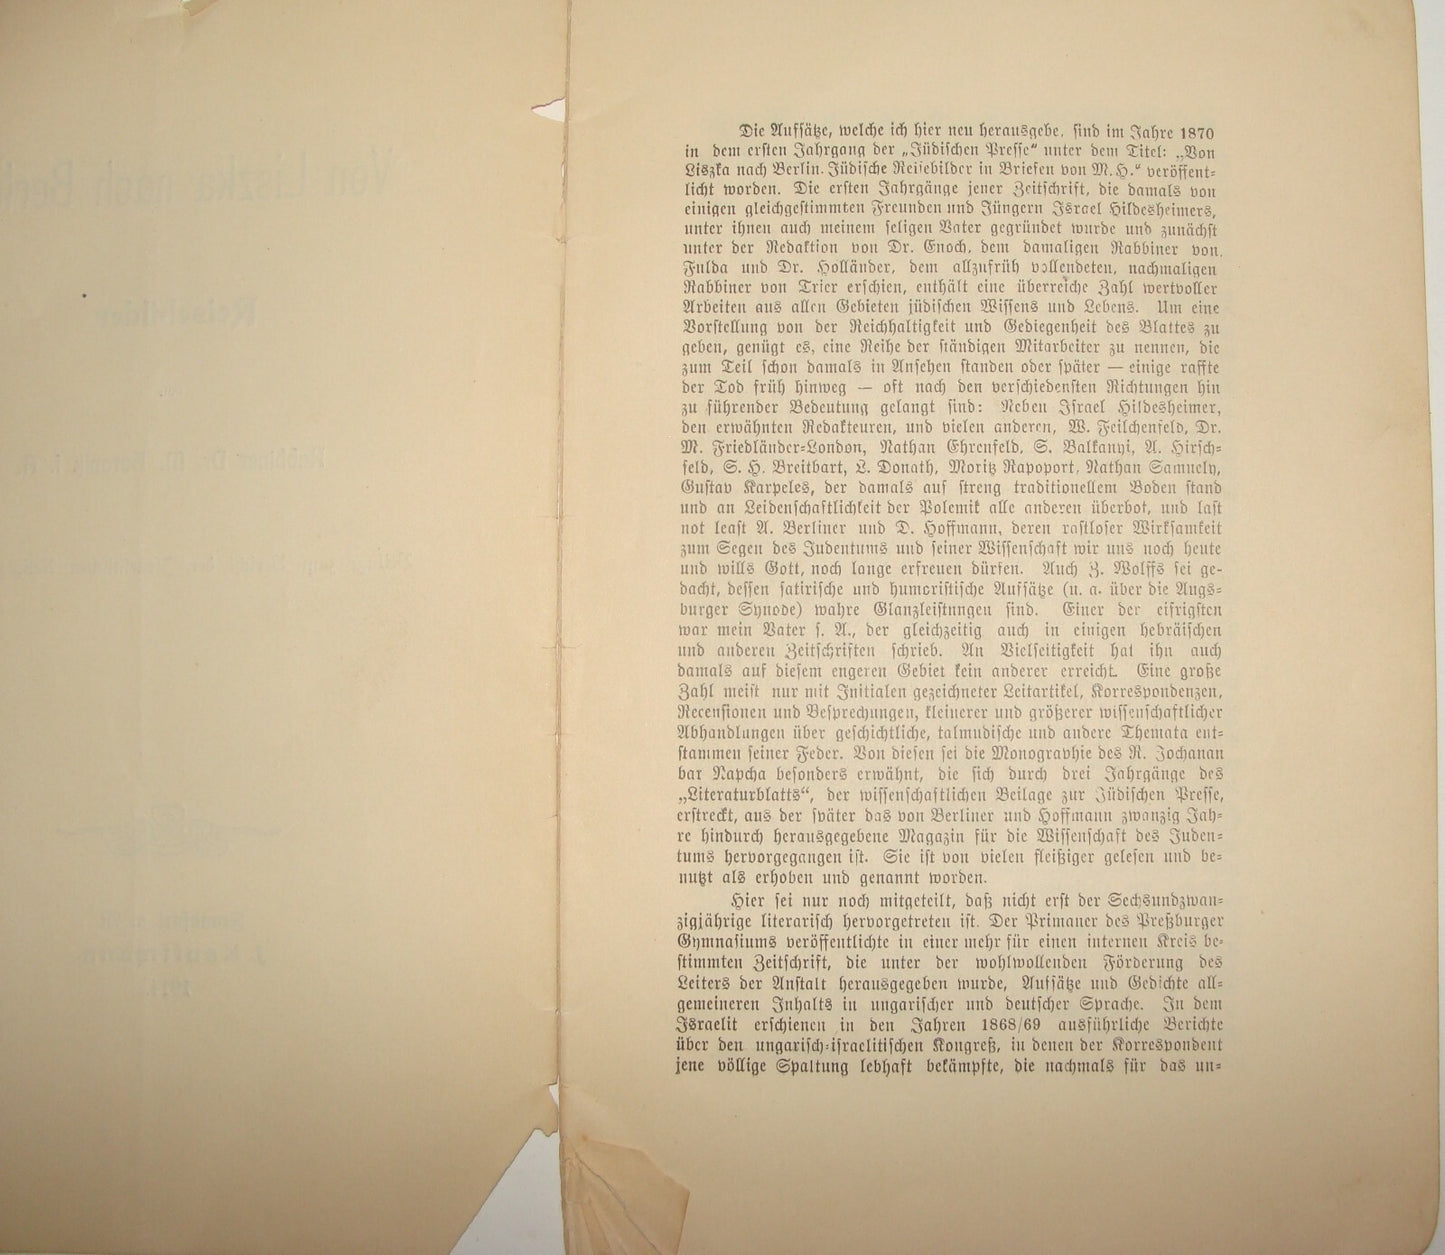 Die Aufsätze, welche ich hier neu herausgebe, sind im Jahre 1870
in dem ersten Jahrgang der „Jüdischen Presse“ unter dem Titel: „Von
Liszka nach Berlin. Jüdische Reisebilder in Briefen von M. H.“ veröffent-
licht worden. Die ersten Jahrgänge jener Zeitschrift, die damals von
einigen gleichgestimmten Freunden und Jüngern Israel Hildesheimers,
unter ihnen auch meinem seligen Vater gegründet wurde und zunächst
unter der Redaktion von Dr. Enoch, dem damaligen Rabbiner von
Fulda und Dr. Holländer, dem allzufrüh vollendeten, nachmaligen
Rabbiner von Trier erschien, enthält eine überreiche Zahl wertvoller
Arbeiten aus allen Gebieten jüdischen Wissens und Lebens. Um eine
Vorstellung von der Reichhaltigkeit und Gediegenheit des Blattes zu
geben, genügt es, eine Reihe der ständigen Mitarbeiter zu nennen, die
zum Teil schon damals in Ansehen standen oder später — einige raffte
der Tod früh hinweg — oft nach den verschiedensten Richtungen hin
zu führender Bedeutung gelangt sind: Neben Israel Hildesheimer,
den erwähnten Redakteuren, und vielen anderen, W. Feilchenfeld, Dr.
M. Friedländer-London, Nathan Ehrenfeld, S. Balkanyi, A. Hirsch-
feld, S. H. Breitbart, L. Donath, Moritz Rapoport, Nathan Samuely,
Gustav Karpeles, der damals auf streng traditionellem Boden stand
und an Leidenschaftlichkeit der Polemik alle anderen überbot, und last
not least A. Berliner und D. Hoffmann, deren rastloser Wirksamkeit
zum Segen des Judentums und seiner Wissenschaft wir uns noch heute
und wills Gott, noch lange erfreuen dürfen. Auch J. Wolffs sei ge-
dacht, dessen satirische und humoristische Aufsätze (u. a. über die Augs-
burger Synode) wahre Glanzleistungen sind. Einer der eifrigsten
war mein Vater s. A., der gleichzeitig auch in einigen hebräischen
und anderen Zeitschriften schrieb. An Vielseitigkeit hat ihn auch
damals auf diesem engeren Gebiet kein anderer erreicht. Eine große
Zahl meist nur mit Initialen gezeichneter Leitartikel, Korrespondenzen,
Recensionen und Besprechungen, kleinerer und größerer wissenschaftlicher
Abhandlungen über geschichtliche, talmudische und andere Themata ent-
stammen seiner Feder. Von diesen sei die Monographie des R. Jochanan
bar Napcha besonders erwähnt, die sich durch drei Jahrgänge des
„Literaturblatts“, der wissenschaftlichen Beilage zur Jüdischen Presse,
erstreckt, aus der später das von Berliner und Hoffmann zwanzig Jah-
re hindurch herausgegebene Magazin für die Wissenschaft des Juden-
tums hervorgegangen ist. Sie ist von vielen fleißiger gelesen und be-
nutzt als erhoben und genannt worden.
Hier sei nur noch mitgeteilt, daß nicht erst der Sechsundzwan-
zigjährige literarisch hervorgetreten ist. Der Primaner des Preßburger
Gymnasiums veröffentlichte in einer mehr für einen internen Kreis be-
stimmten Zeitschrift, die unter der wohlwollenden Förderung des
Leiters der Anstalt herausgegeben wurde, Aufsätze und Gedichte all-
gemeineren Inhalts in ungarischer und deutscher Sprache. In dem
Israelit erschienen in den Jahren 1868/69 ausführliche Berichte
über den ungarisch-israelitischen Kongreß, in denen der Korrespondent
jene völlige Spaltung lebhaft bekämpfte, die nachmals für das un-